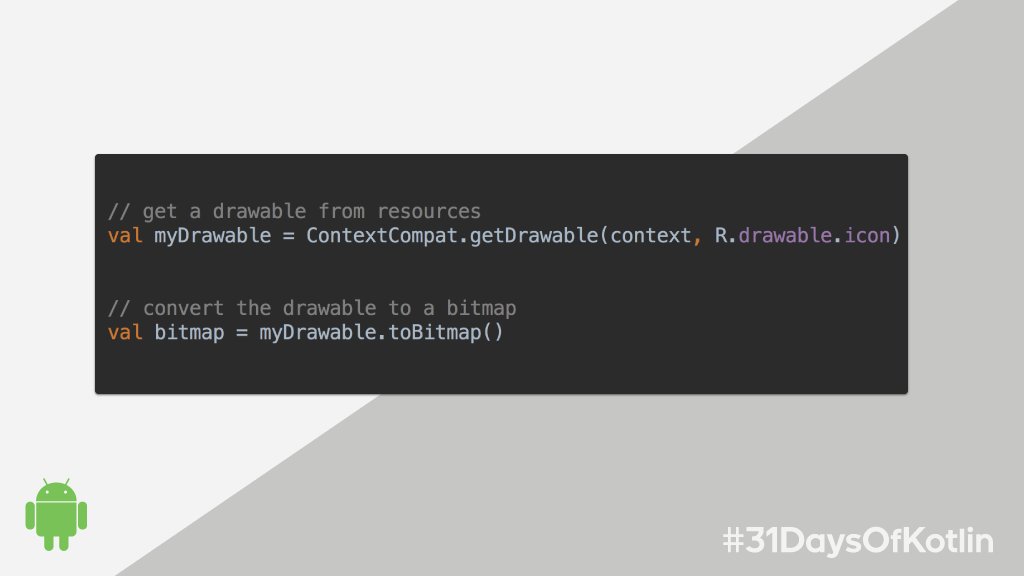 // get a drawable from resources
val myDrawable = ContextCompat.getDrawable(context, R.drawable.icon)
// convert the drawable to a bitmap
val bitmap = myDrawable.toBitmap()
#31DaysOfKotlin